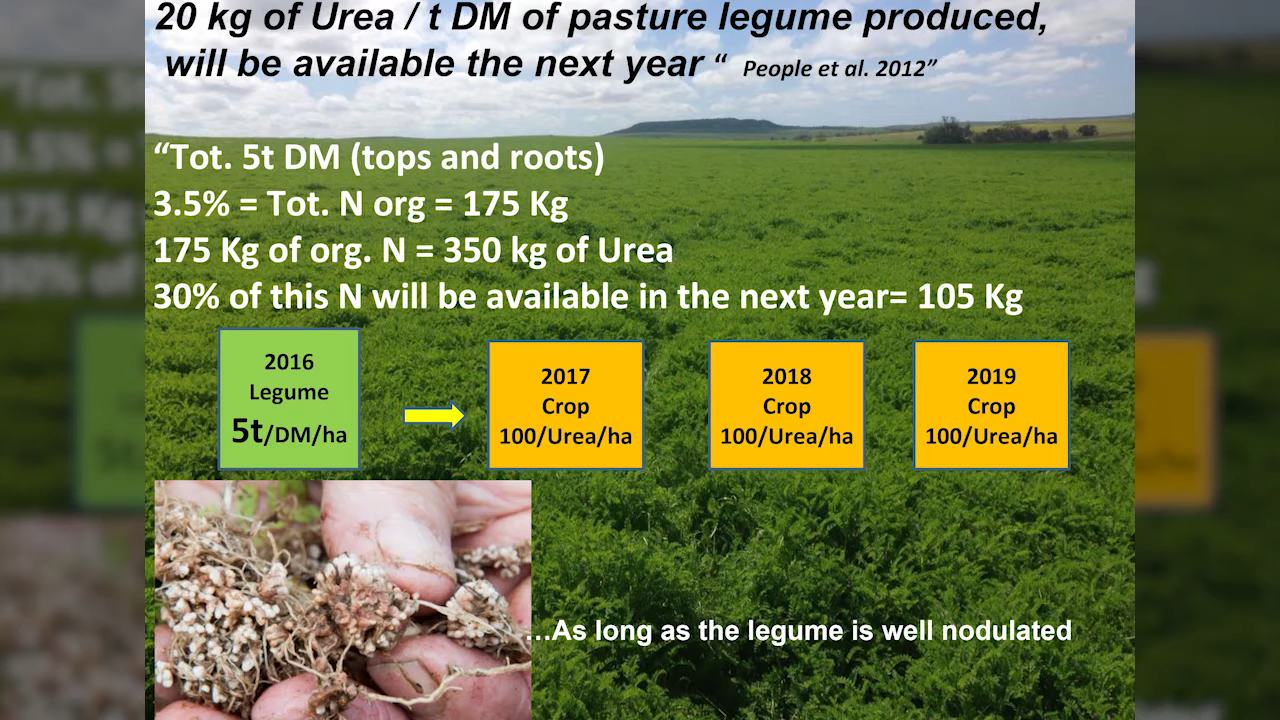 20 kg of Urea / t DM of pasture legume produced,
will be available the next year “ People et al. 2012”
“Tot. 5t DM (tops and roots)
3.5% = Tot. N org = 175 Kg
175 Kg of org. N = 350 kg of Urea
30% of this N will be available in the next year= 105 Kg
2016
Legume
5t/DM/ha
2017
Crop
100/Urea/ha
2018
Crop
100/Urea/ha
2019
Crop
100/Urea/ha
...As long as the legume is well nodulated